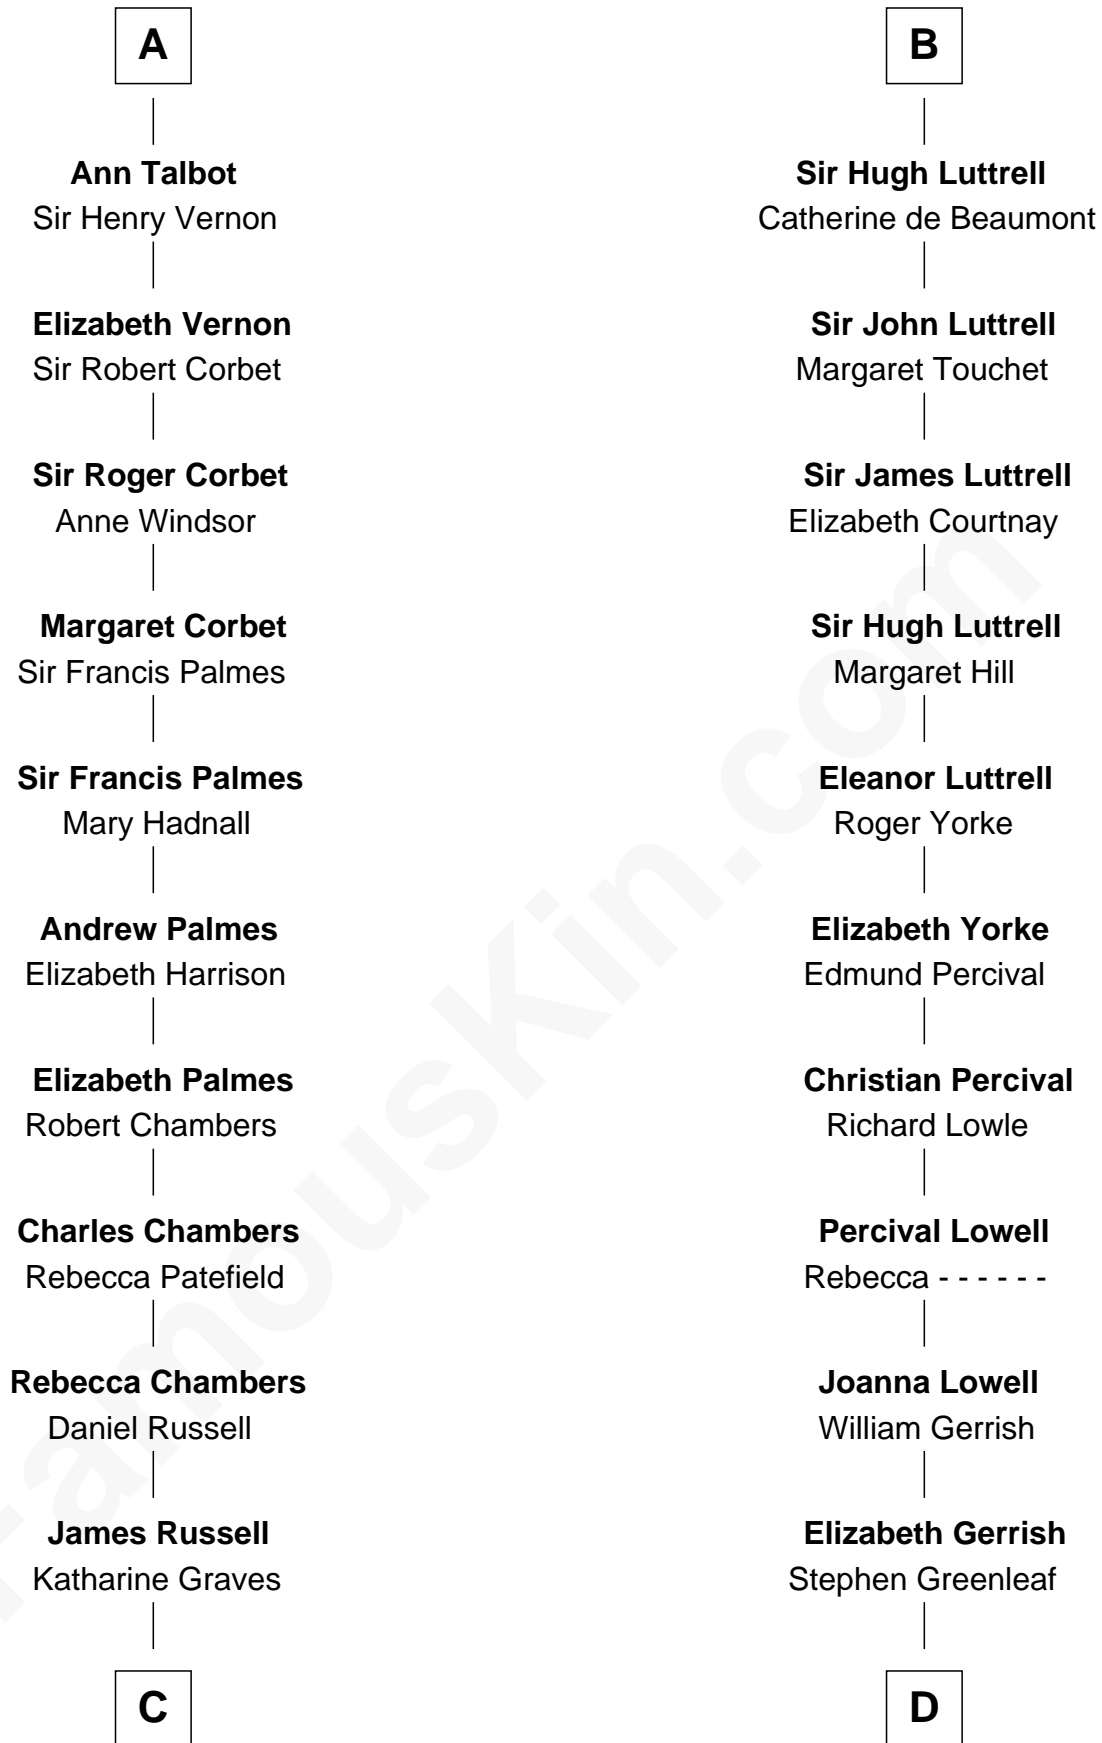 A
Ann Talbot
Sir Henry Vernon
Elizabeth Vernon
Sir Robert Corbet
Sir Roger Corbet
Anne Windsor
Margaret Corbet
Sir Francis Palmes
Sir Francis Palmes
Mary Hadnall
Andrew Palmes
Elizabeth Harrison
Elizabeth Palmes
Robert Chambers
Charles Chambers
Rebecca Patefield
Rebecca Chambers
Daniel Russell
James Russell
Katharine Graves
C
B
Sir Hugh Luttrell
Catherine de Beaumont
Sir John Luttrell
Margaret Touchet
Sir James Luttrell
Elizabeth Courtnay
Sir Hugh Luttrell
Margaret Hill
Eleanor Luttrell
Roger Yorke
Elizabeth Yorke
Edmund Percival
Christian Percival
Richard Lowle
Percival Lowell
Rebecca - - - - - -
Joanna Lowell
William Gerrish
Elizabeth Gerrish
Stephen Greenleaf
D
FamousKin.com